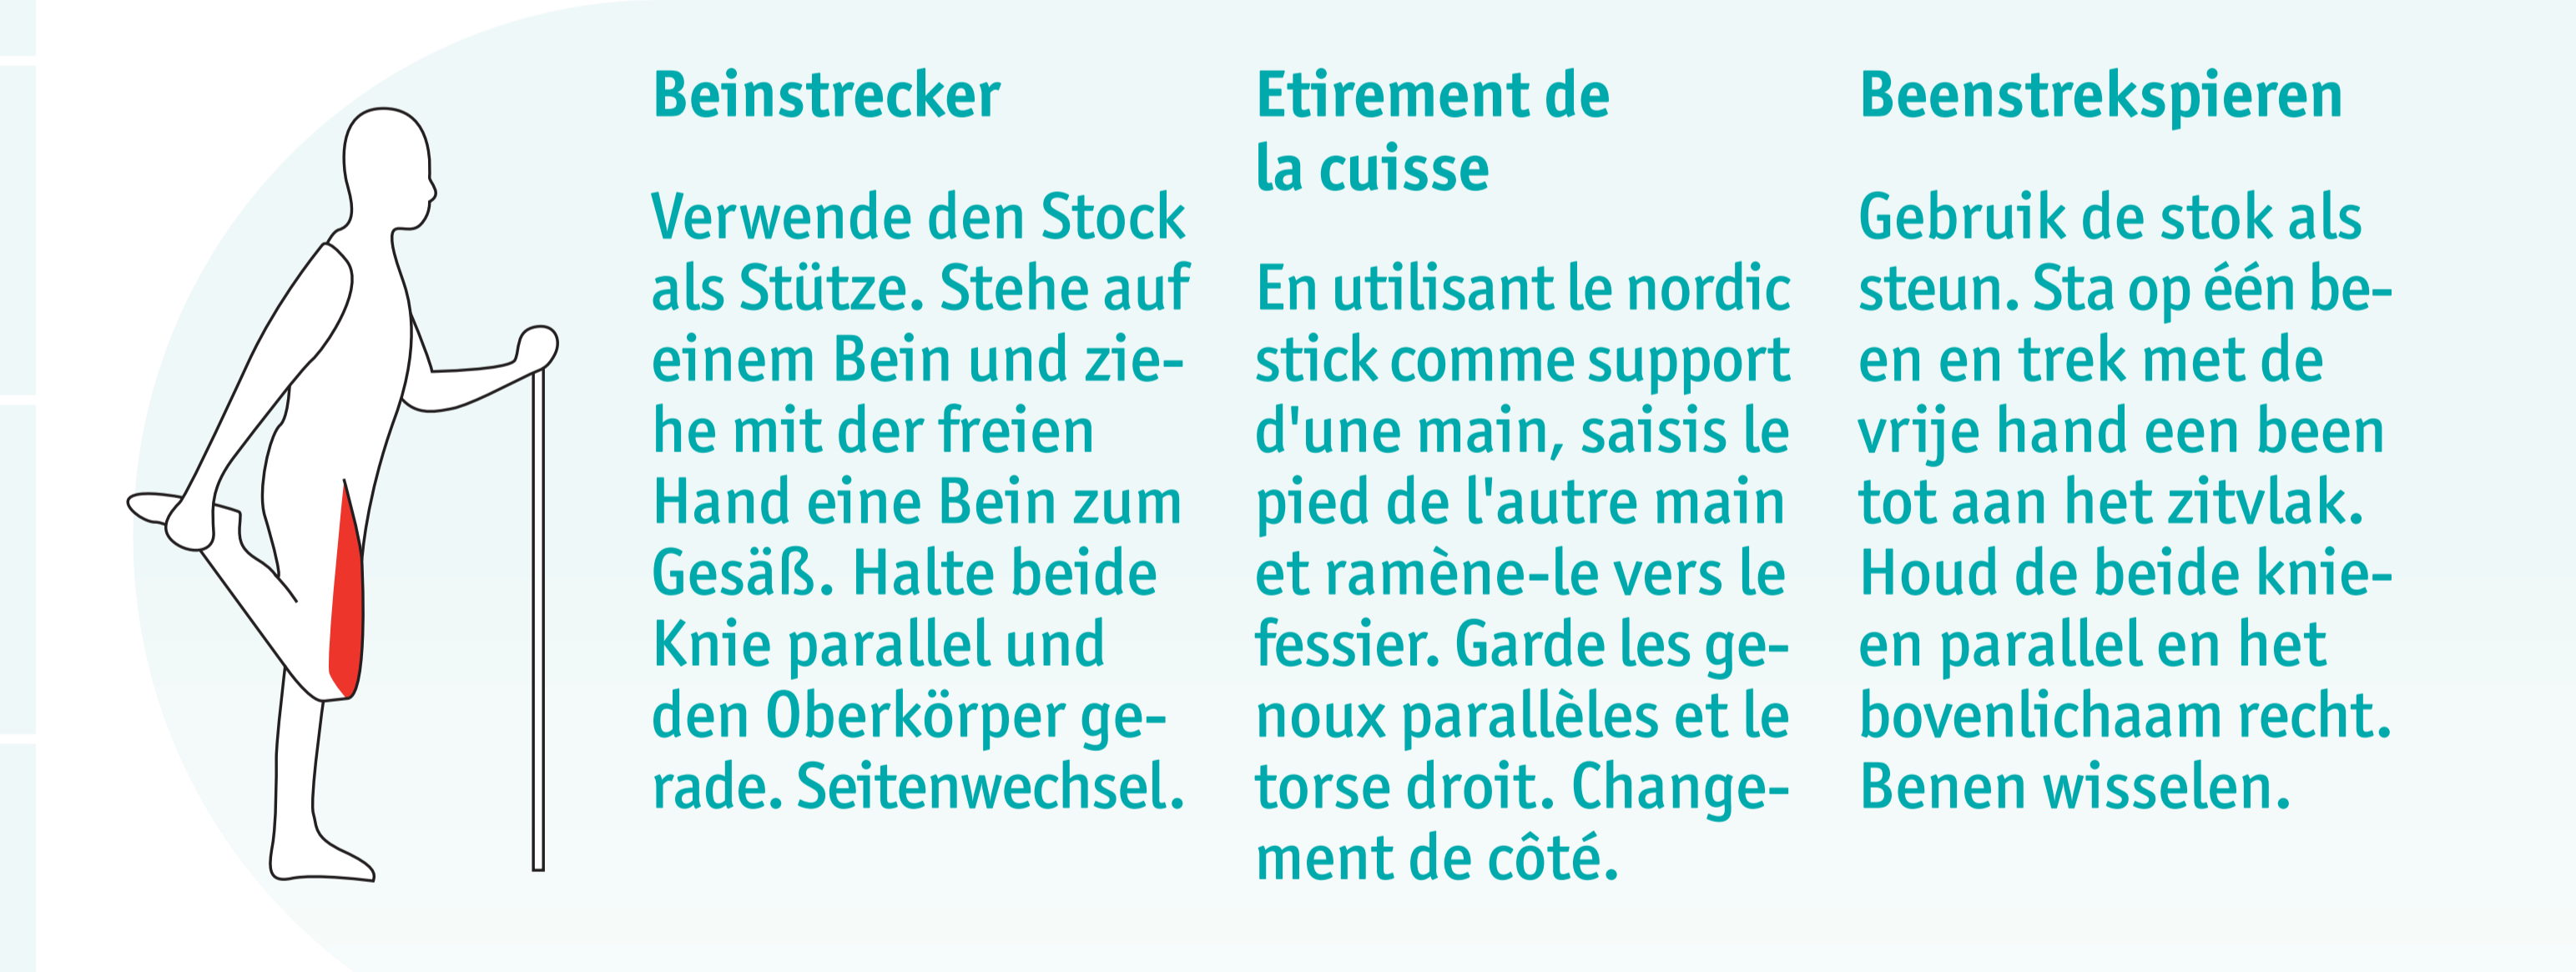 Beinstrecker
Verwende den Stock
als Stütze. Stehe auf
einem Bein und zie-
he mit der freien
Hand eine Bein zum
Gesäß. Halte beide
Knie parallel und
den Oberkörper ge-
rade. Seitenwechsel.
Etirement de
la cuisse
En utilisant le nordic
stick comme support
d'une main, saisis le
pied de l'autre main
et ramène-le vers le
fessier. Garde les ge-
noux parallèles et le
torse droit. Change-
ment de côté.
Beenstrekspieren
Gebruik de stok als
steun. Sta op één be-
en en trek met de
vrije hand een been
tot aan het zitvlak.
Houd de beide knie-
en parallel en het
bovenlichaam recht.
Benen wisselen.